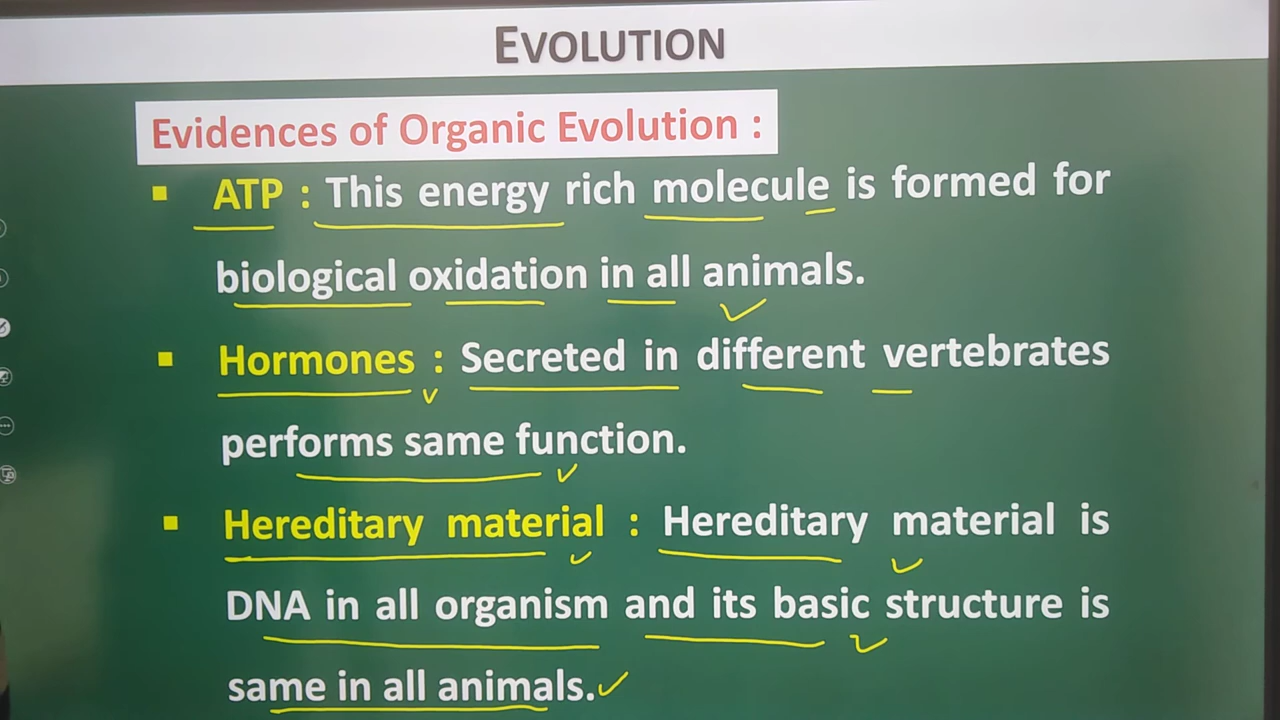 EVOLUTION
Evidences of Organic Evolution :
▪ ATP : This energy rich molecule is formed for
biological oxidation in all animals.
▪ Hormones : Secreted in different vertebrates
performs same function.
▪ Hereditary material : Hereditary material is
DNA in all organism and its basic structure is
same in all animals.